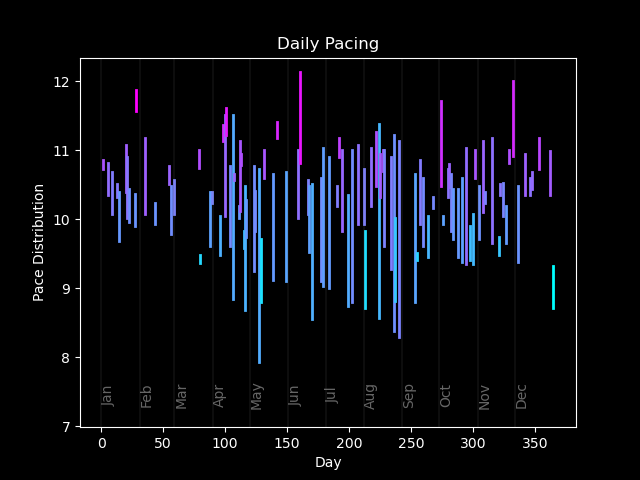 Daily Pacing
Pace Distribution
12
11
10
9
8
7
Jan
Feb
Mar
Apr
May
Jun
Jul
Aug
Sep
Oct
Nov
Dec
0 50 100 150 200 250 300 350
Day